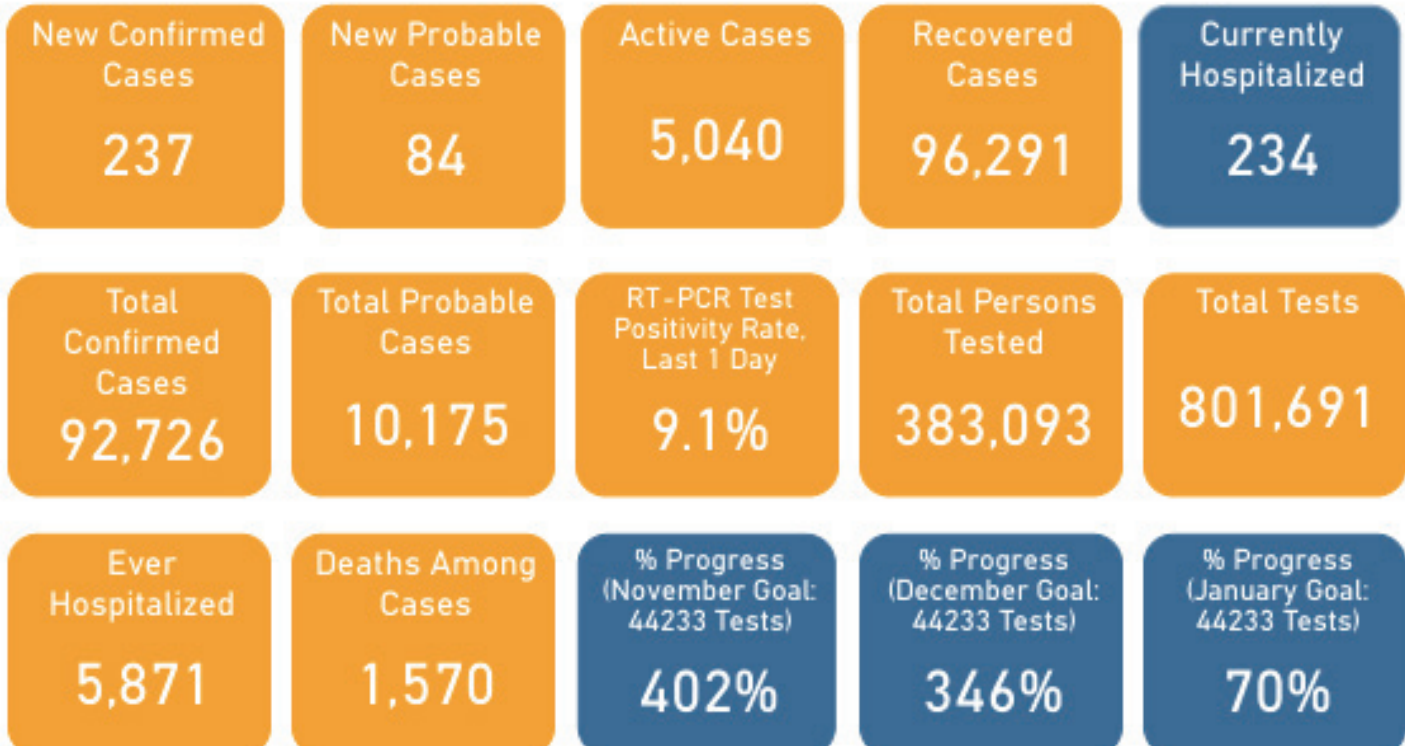 New Confirmed
Cases
237
New Probable
Cases
84
Active Cases
5,040
Recovered
Cases
96,291
Currently
Hospitalized
234
Total
Confirmed
Cases
92,726
Total Probable
Cases
10,175
RT-PCR Test
Positivity Rate,
Last 1 Day
9.1%
Total Persons
Tested
383,093
Total Tests
801,691
Ever
Hospitalized
5,871
Deaths Among
Cases
1,570
% Progress
(November Goal:
44233 Tests)
402%
% Progress
(December Goal:
44233 Tests)
346%
% Progress
(January Goal:
44233 Tests)
70%